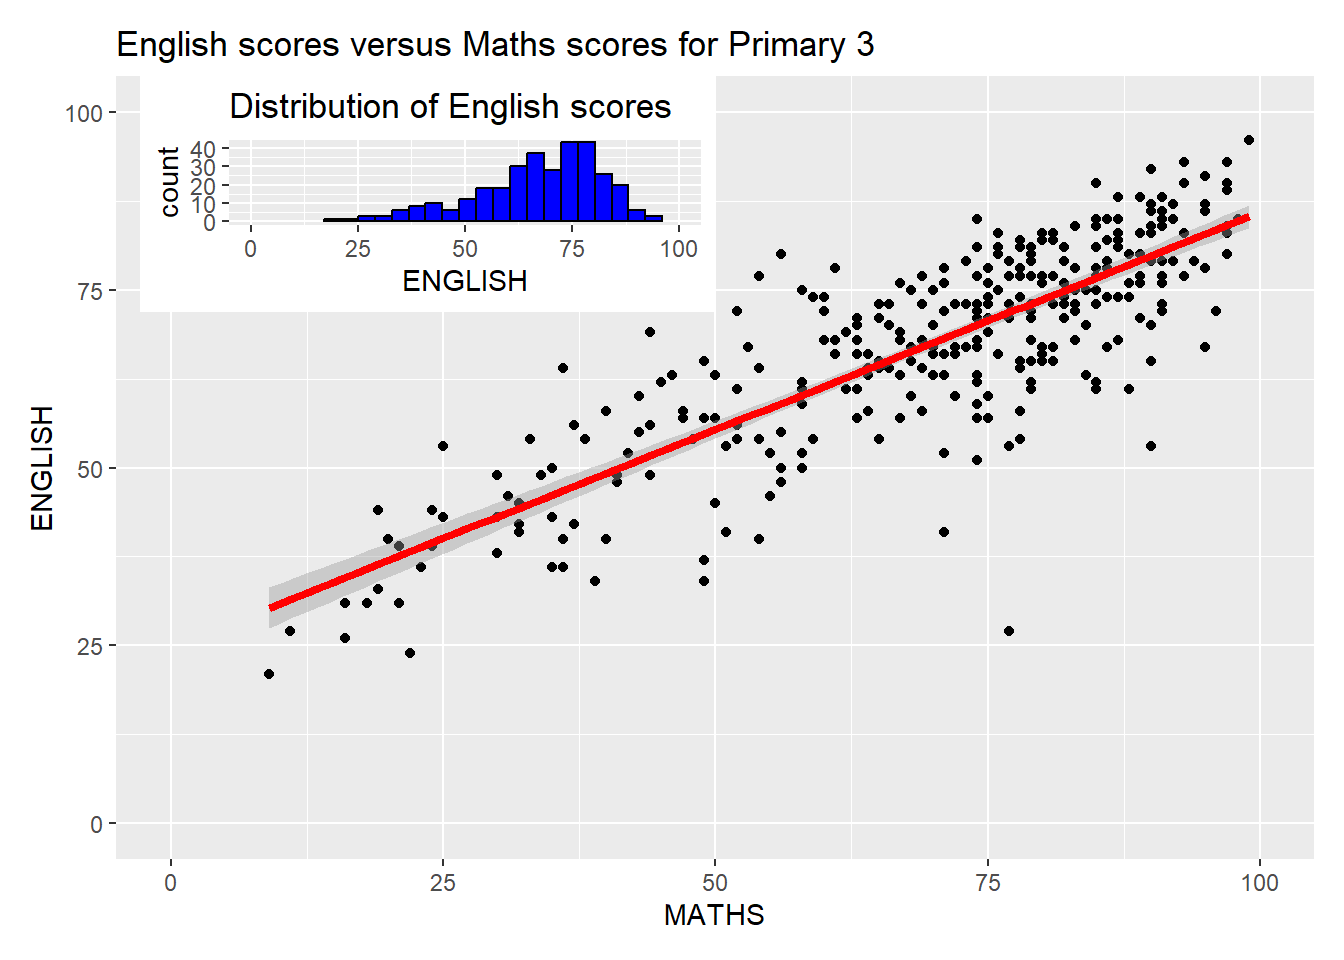 English scores versus Maths scores for Primary 3
Distribution of English scores
count
40
30
20
10
0
0 25 50 75 100
ENGLISH
ENGLISH
100
75
50
25
0
0 25 50 75 100
MATHS